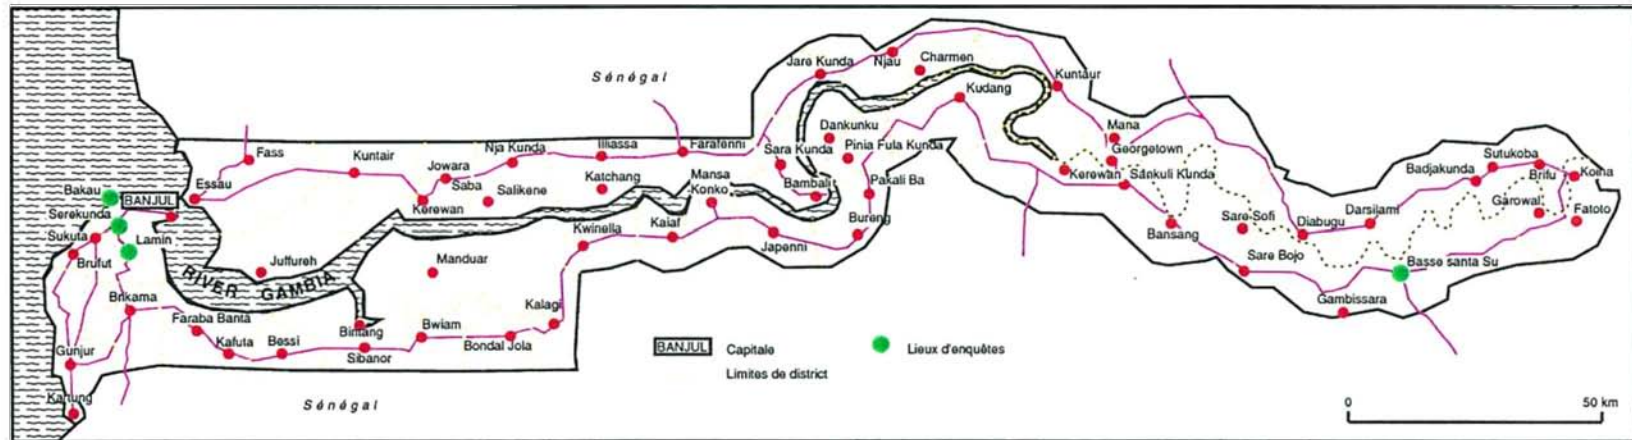 Sénégal
Jare Kunda
Njau
Charmen
Kuntaur
Kudang
Dankunku
Mana
Georgetown
Fass
Kuntair
Jowara
Nja Kunda
Illiassa
Farafenni
Sara Kunda
Pinia Fula Kunda
Badjakunda
Sutukoba
Brifu
Koina
Bakau
BANJUL
Essau
Saba
Salikene
Katchang
Mansa
Konko
Bambali
Pakali Ba
Kerewan
Sankuli Kunda
Serekunda
Kerewan
Sukuta
Lamin
Brufut
Kwinella
Kaiaf
Japenni
Bureng
Bansang
Sare Sofi
Diabugu
Darsilami
Garowal
Fatoto
Juffureh
Manduar
Sare Bojo
Basse santa Su
RIVER GAMBIA
Brikama
Faraba Banta
Kafuta
Bessi
Bintang
Sibanor
Bwiam
Bondal Jola
Kalagi
Gambissara
Gunjur
Kartung
BANJUL Capitale
Lieux d'enquêtes
Limites de district
Sénégal
0 50 km